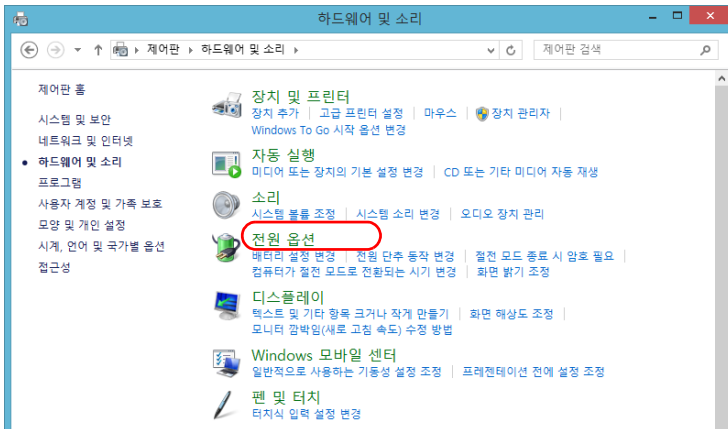 하드웨어 및 소리
제어판 하드웨어 및 소리
제어판 검색
제어판 홈
시스템 및 보안
네트워크 및 인터넷
하드웨어 및 소리
프로그램
사용자 계정 및 가족 보호
모양 및 개인 설정
시계, 언어 및 국가별 옵션
접근성
장치 및 프린터
장치 추가 고급 프린터 설정 마우스 장치 관리자
Windows To Go 시작 옵션 변경
자동 실행
미디어 또는 장치의 기본 설정 변경 CD 또는 기타 미디어 자동 재생
소리
시스템 볼륨 조정 시스템 소리 변경 오디오 장치 관리
전원 옵션
배터리 설정 변경 전원 단추 동작 변경 절전 모드 종료 시 암호 필요
컴퓨터가 절전 모드로 전환되는 시기 변경 화면 밝기 조정
디스플레이
텍스트 및 기타 항목 크거나 작게 만들기 화면 해상도 조정
모니터 깜박임(새로 고침 속도) 수정 방법
Windows 모바일 센터
일반적으로 사용하는 기동성 설정 조정 프레젠테이션 전에 설정 조정
펜 및 터치
터치식 입력 설정 변경